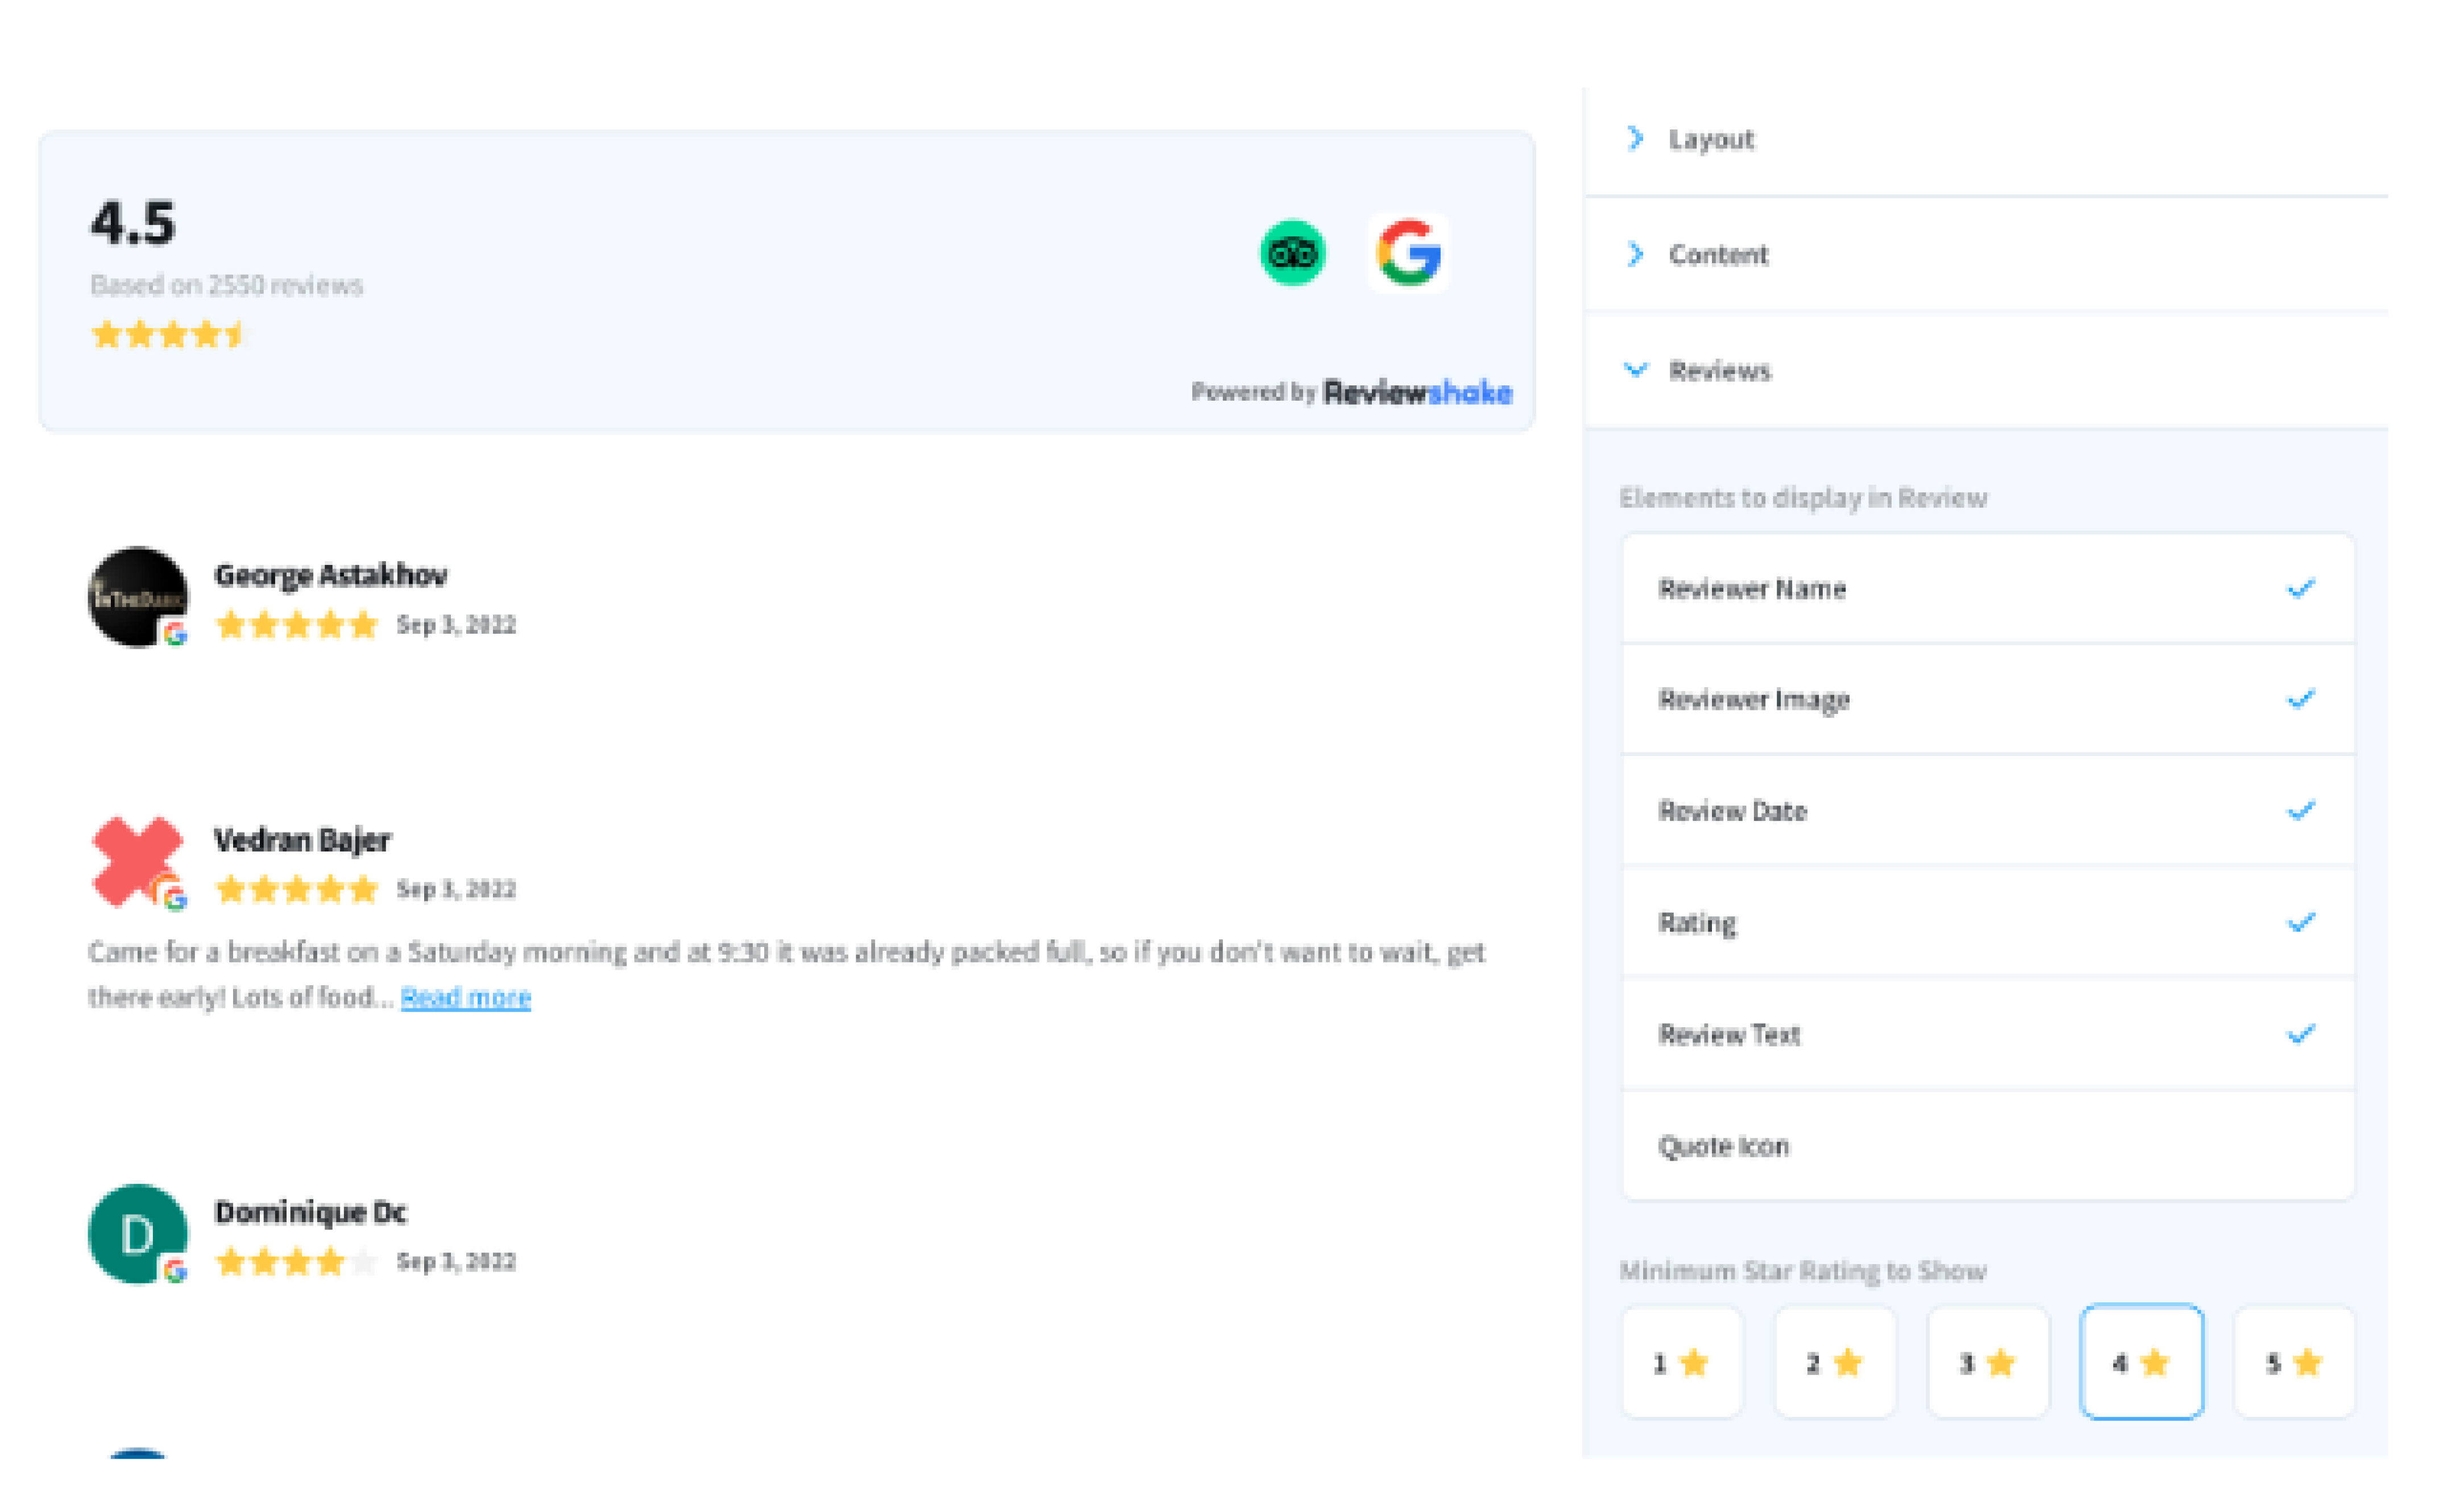 4.5
Based on 2550 reviews
Powered by Reviewshake
George Astakhov
Sep 3, 2022
Vedran Bajer
Sep 3, 2022
Came for a breakfast on a Saturday morning and at 9:30 it was already packed full, so if you don't want to wait, get
there early! Lots of food... Read more
D
Dominique Dc
Sep 3, 2022
Layout
Content
Reviews
Elements to display in Review
Reviewer Name
Reviewer Image
Review Date
Rating
Review Text
Quote Icon
Minimum Star Rating to Show
1 2 3 4 5